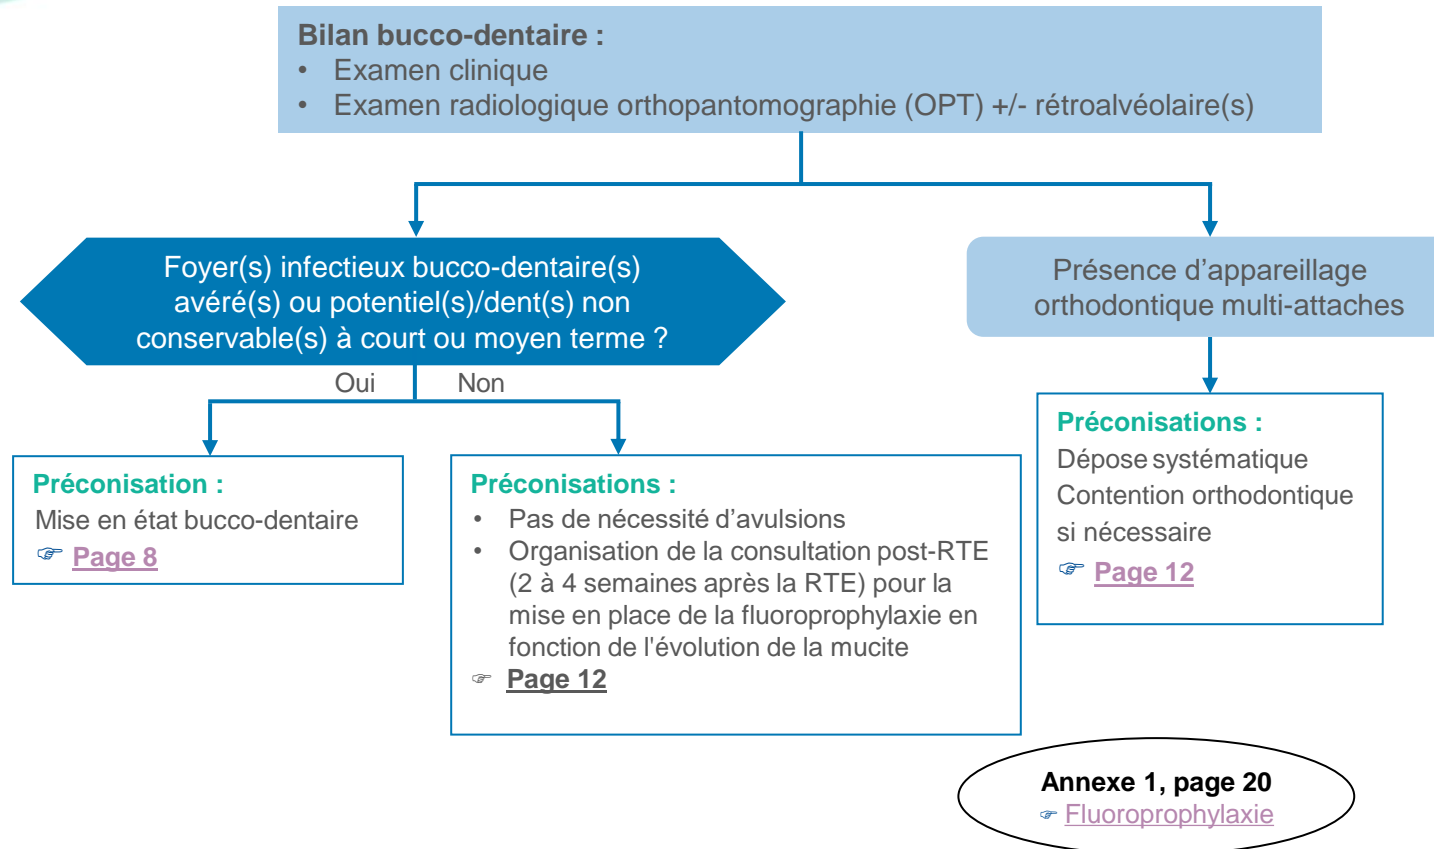 Bilan bucco-dentaire :
• Examen clinique
• Examen radiologique orthopantomographie (OPT) +/- rétroalvéolaire(s)
Foyer(s) infectieux bucco-dentaire(s)
avéré(s) ou potentiel(s)/dent(s) non
conservable(s) à court ou moyen terme ?
Présence d’appareillage
orthodontique multi-attaches
Oui
Non
Préconisation :
Mise en état bucco-dentaire
☞ Page 8
Préconisations :
• Pas de nécessité d’avulsions
• Organisation de la consultation post-RTE
(2 à 4 semaines après la RTE) pour la
mise en place de la fluoroprophylaxie en
fonction de l'évolution de la mucite
☞ Page 12
Préconisations :
Dépose systématique
Contention orthodontique
si nécessaire
☞ Page 12
Annexe 1, page 20
☞ Fluoroprophylaxie